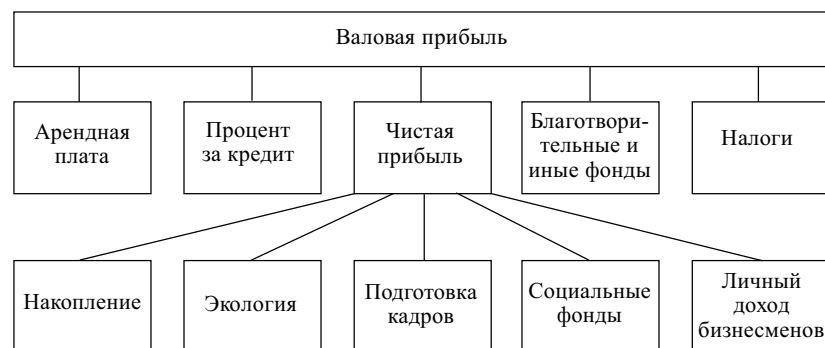 Валовая прибыль
Арендная
плата
Процент
за кредит
Чистая
прибыль
Благотвори-
тельные и
иные фонды
Налоги
Накопление
Экология
Подготовка
кадров
Социальные
фонды
Личный
доход
бизнесменов